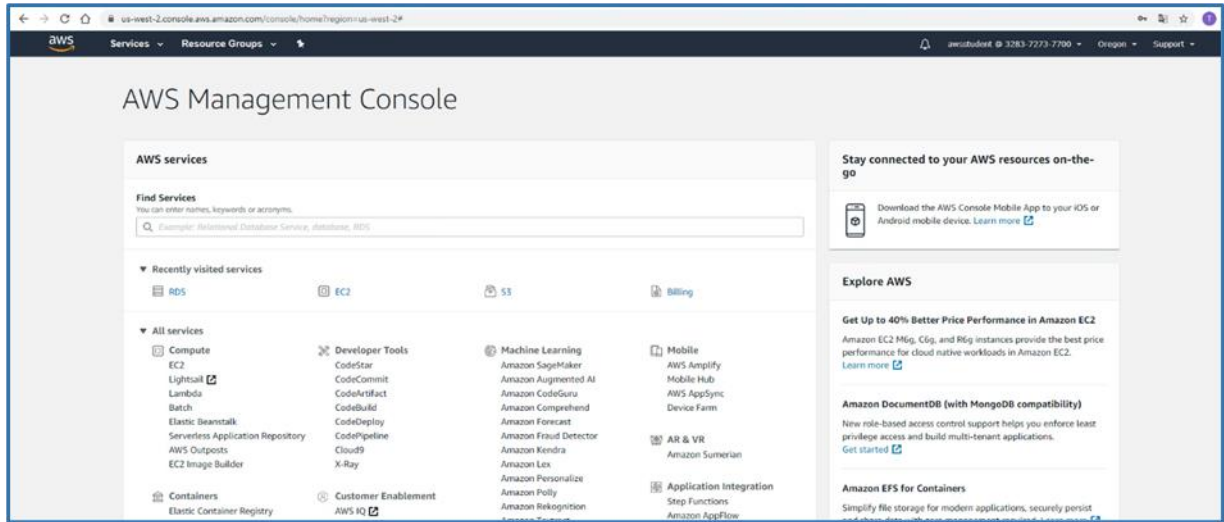 us-west-2.console.aws.amazon.com/console/home?region=us-west-2#
aws
Services
Resource Groups
awsstudent @ 3283-7273-7700
Oregon
Support
AWS Management Console
AWS services
Find Services
You can enter names, keywords or acronyms.
Example: Relational Database Service, database, RDS
Recently visited services
RDS
EC2
S3
Billing
All services
Compute
EC2
Lightsail
Lambda
Batch
Elastic Beanstalk
Serverless Application Repository
AWS Outposts
EC2 Image Builder
Containers
Elastic Container Registry
Developer Tools
CodeStar
CodeCommit
CodeArtifact
CodeBuild
CodeDeploy
CodePipeline
Cloud9
X-Ray
Customer Enablement
AWS IQ
Machine Learning
Amazon SageMaker
Amazon Augmented AI
Amazon CodeGuru
Amazon Comprehend
Amazon Forecast
Amazon Fraud Detector
Amazon Kendra
Amazon Lex
Amazon Personalize
Amazon Polly
Amazon Rekognition
Mobile
AWS Amplify
Mobile Hub
AWS AppSync
Device Farm
AR & VR
Amazon Sumerian
Application Integration
Step Functions
Amazon AppFlow
Stay connected to your AWS resources on-the-
go
Download the AWS Console Mobile App to your iOS or
Android mobile device. Learn more
Explore AWS
Get Up to 40% Better Price Performance in Amazon EC2
Amazon EC2 M6g, C6g, and R6g instances provide the best price
performance for cloud native workloads in Amazon EC2.
Learn more
Amazon DocumentDB (with MongoDB compatibility)
New role-based access control support helps you enforce least
privilege access and build multi-tenant applications.
Get started
Amazon EFS for Containers
Simplify file storage for modern applications, securely persist